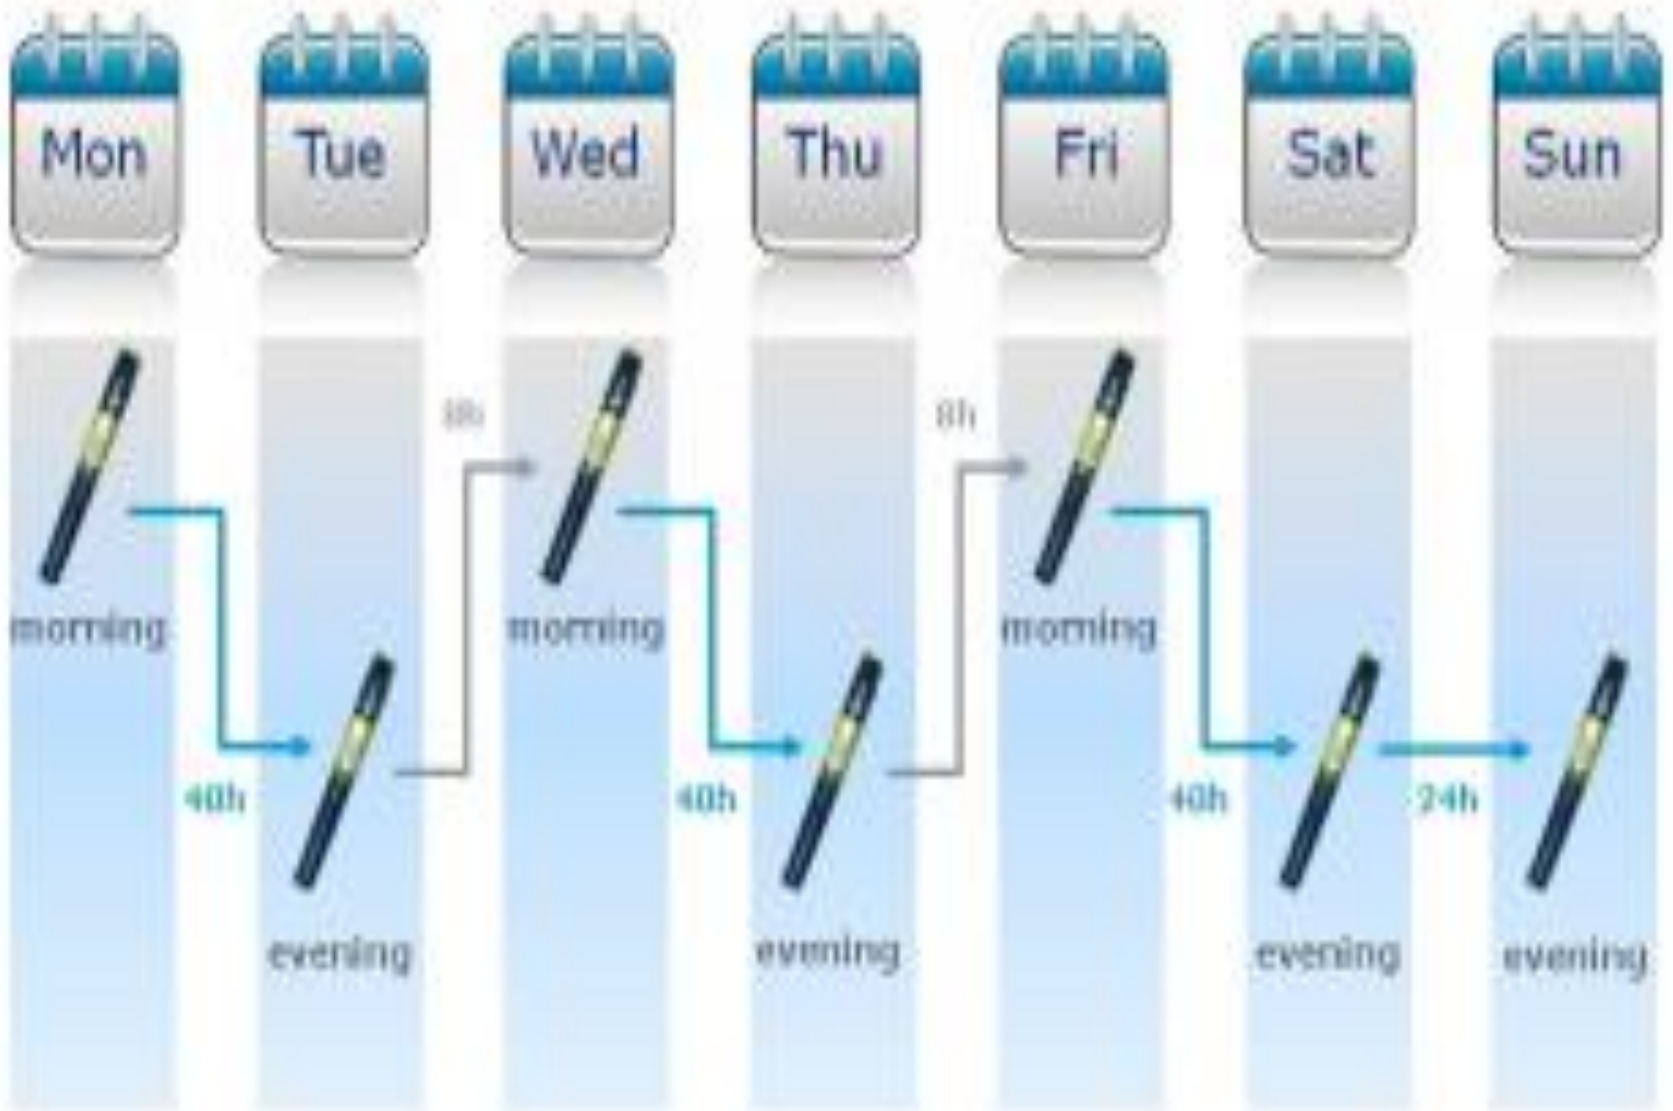 Mon Tue Wed Thu Fri Sat Sun
8h 8h
morning morning morning
40h 40h 40h 24h
evening evening evening evening